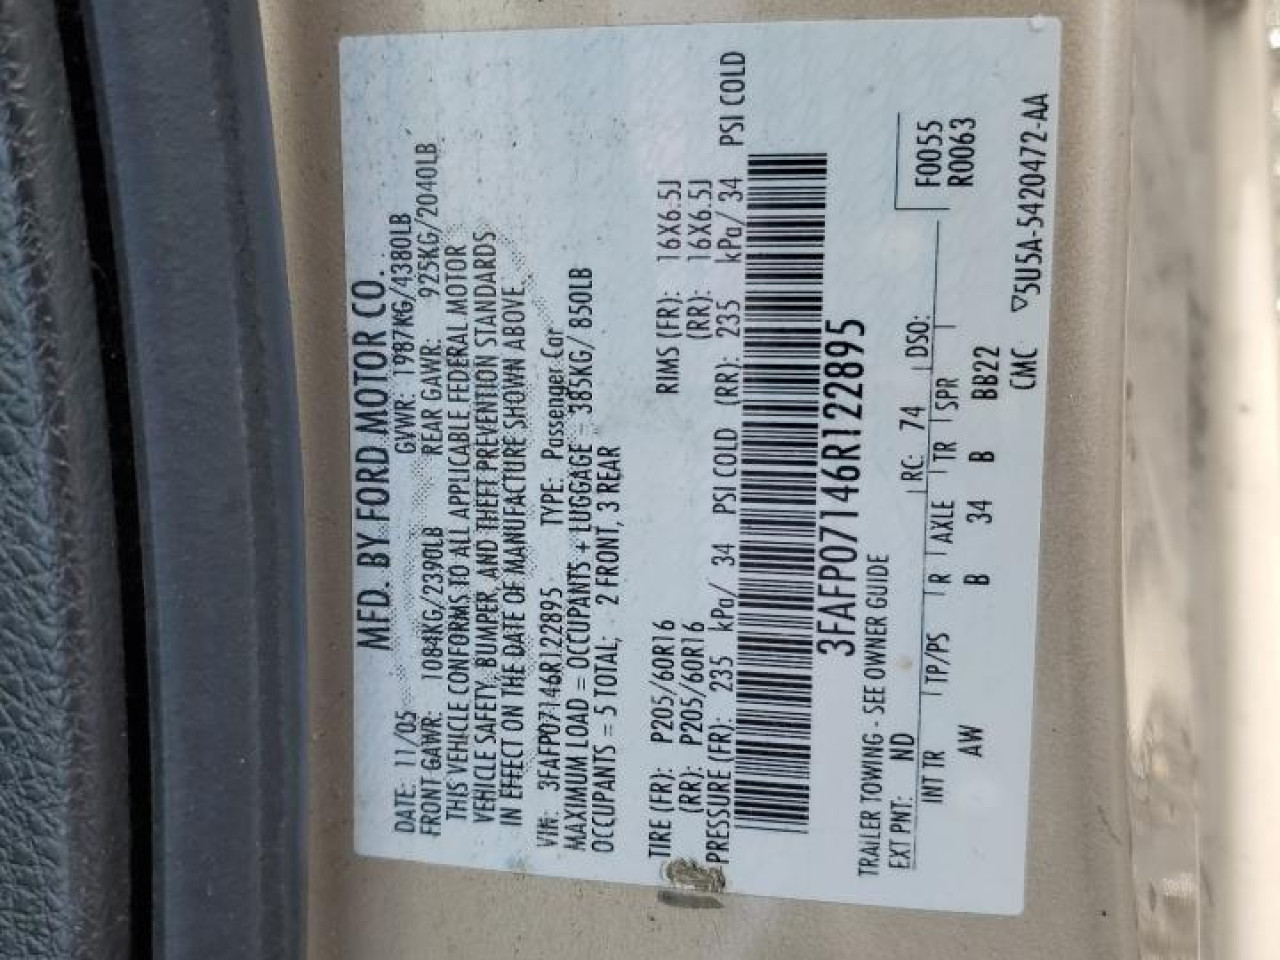 MFD. BY FORD MOTOR CO.
DATE: 11/05 GVWR: 1987KG/4380LB
FRONT GAWR: 1084KG/2390LB REAR GAWR: 925KG/2040LB
THIS VEHICLE CONFORMS TO ALL APPLICABLE FEDERAL MOTOR
VEHICLE SAFETY, BUMPER, AND THEFT PREVENTION STANDARDS
IN EFFECT ON THE DATE OF MANUFACTURE SHOWN ABOVE.
VIN: 3FAFP07146R122895 TYPE: Passenger Car
MAXIMUM LOAD = OCCUPANTS + LUGGAGE = 385KG/ 850LB
OCCUPANTS = 5 TOTAL; 2 FRONT, 3 REAR
TIRE (FR): P205/60R16 RIMS (FR): 16X6.5J
(RR): P205/60R16 (RR): 16X6.5J
PRESSURE (FR): 235 kPa/ 34 PSI COLD (RR): 235 kPa/ 34 PSI COLD
3FAFP07146R122895
TRAILER TOWING - SEE OWNER GUIDE
EXT PNT: ND RC: 74 DSO: F0055
R0063
INT TR TP/PS R AXLE TR SPR
AW B 34 B BB22
CMC ▽5U5A-5420472-AA